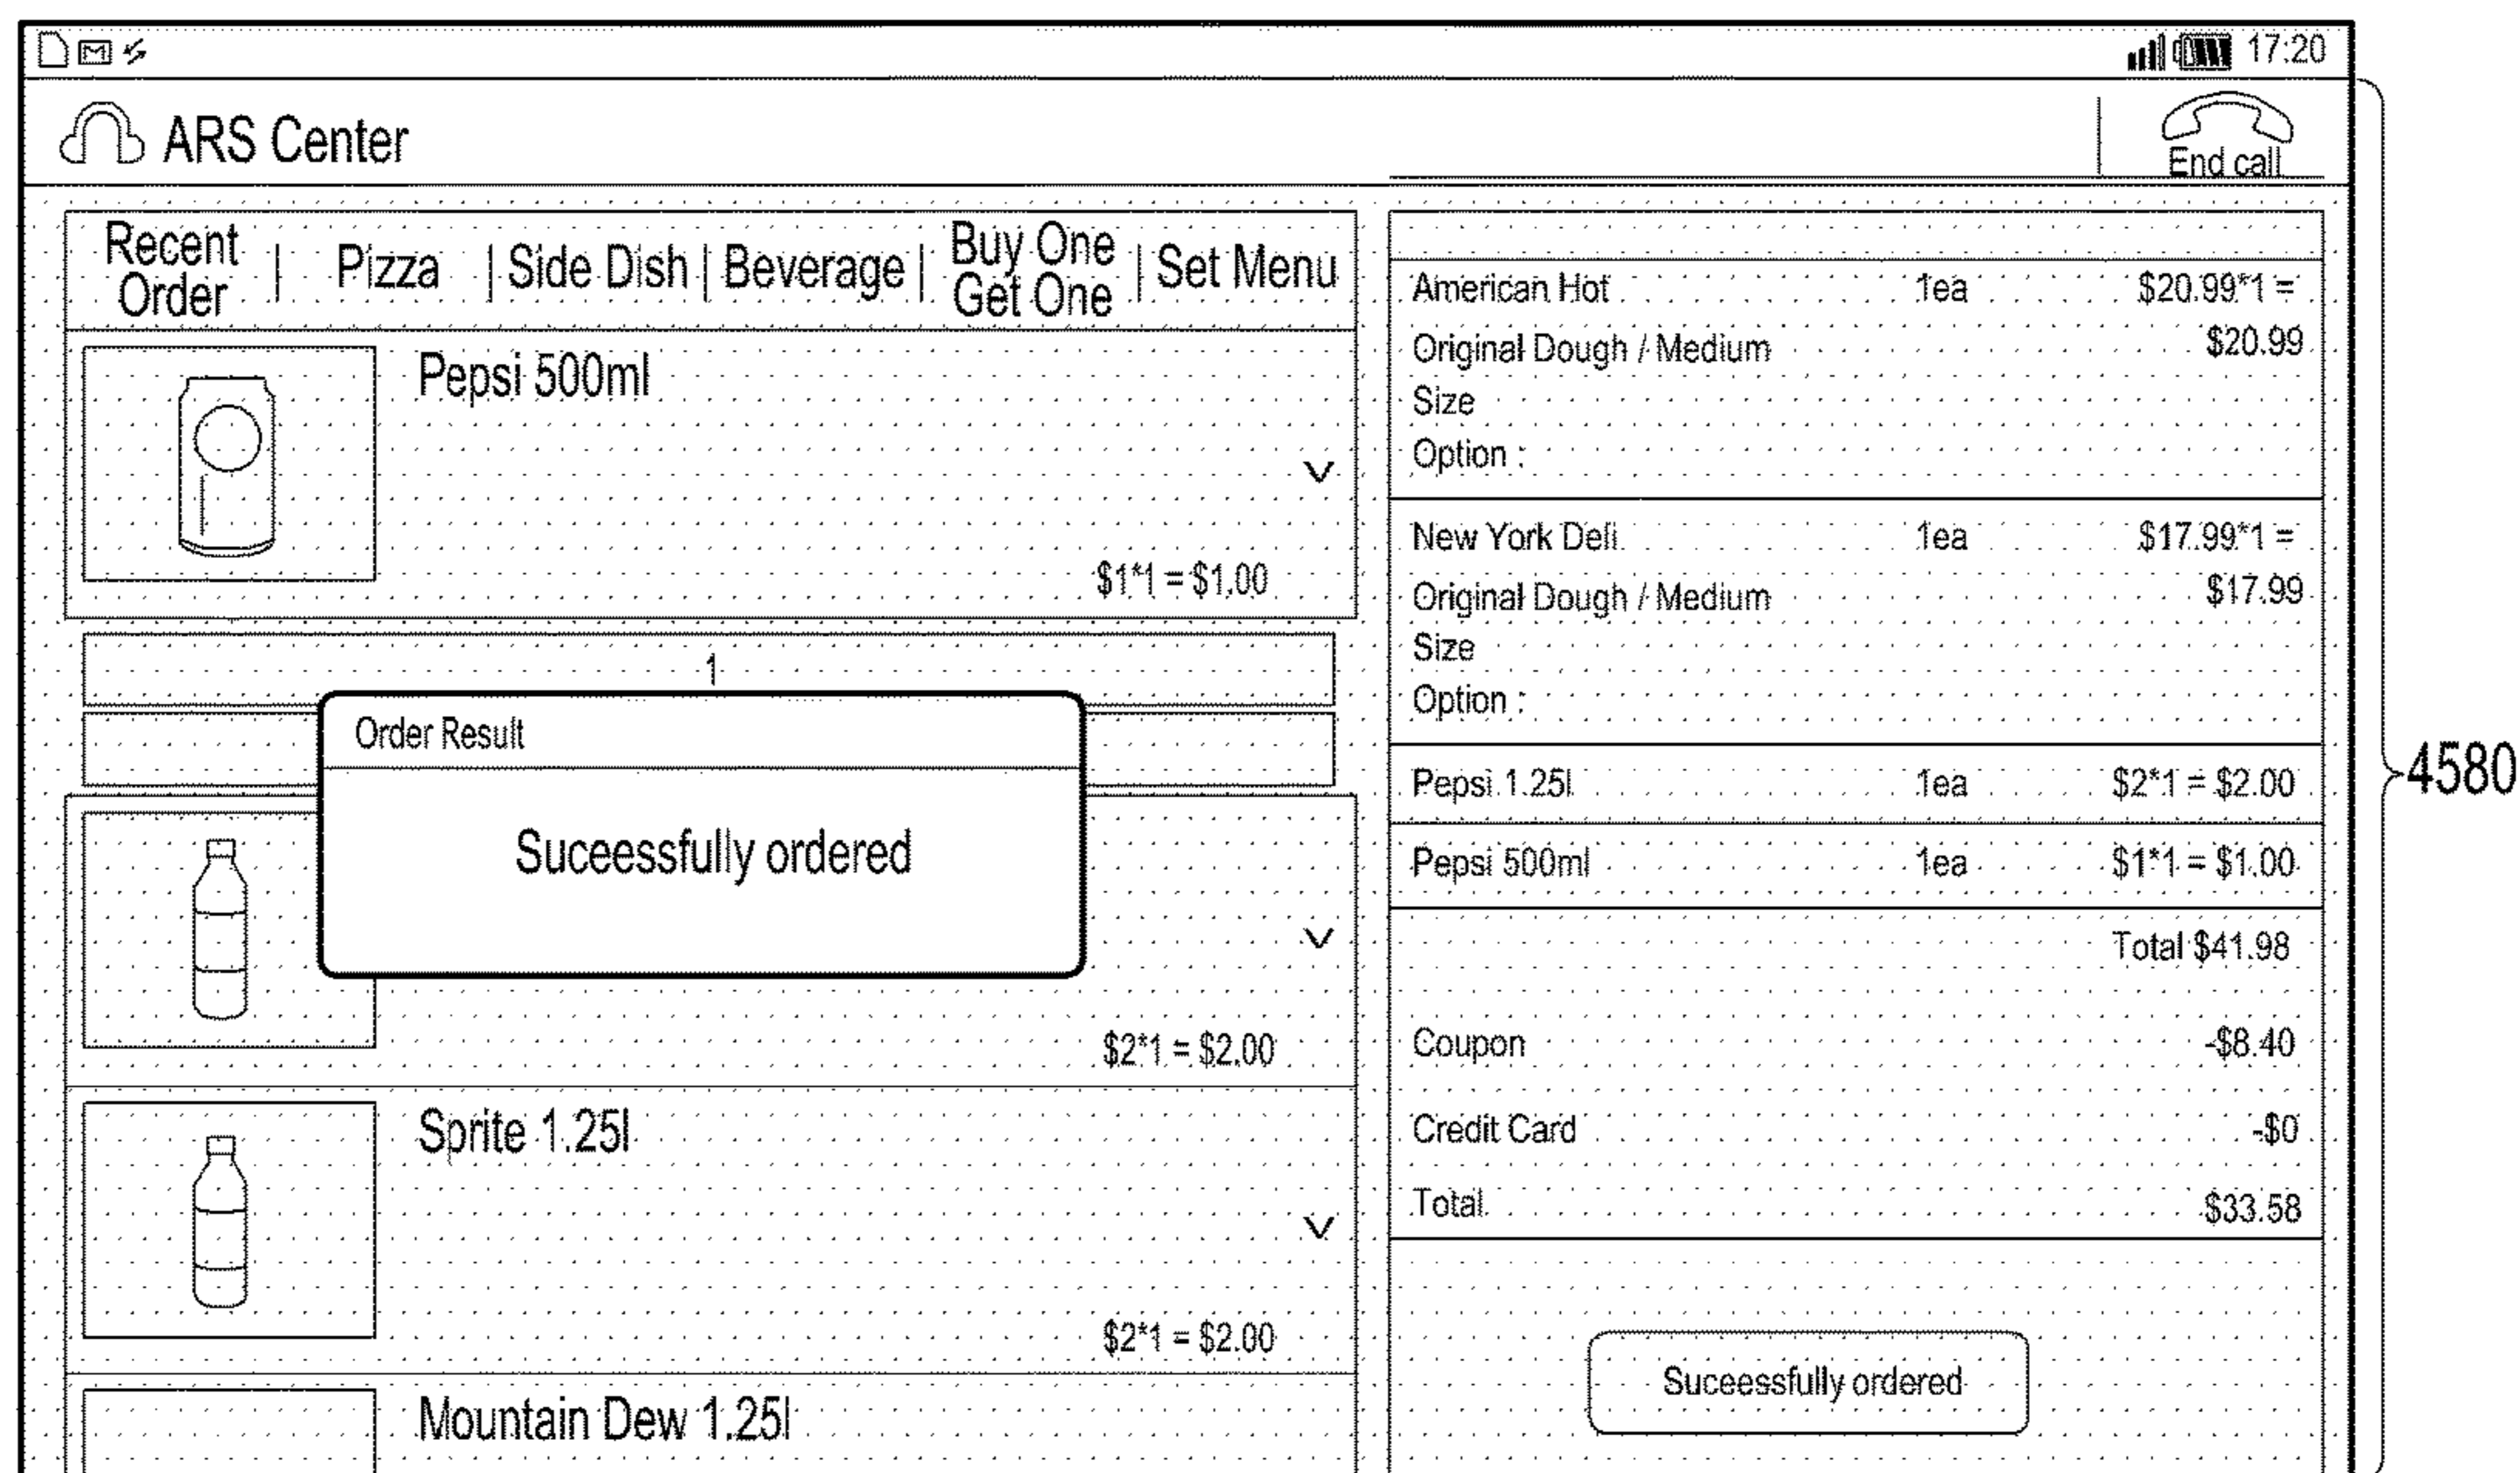 17:20
ARS Center
End call
Recent Order | Pizza | Side Dish | Beverage | Buy One Get One | Set Menu
Pepsi 500ml
$1*1 = $1.00
1
Order Result
Suceessfully ordered
$2*1 = $2.00
Sprite 1.25l
$2*1 = $2.00
Mountain Dew 1.25l
American Hot 1ea $20.99*1 =
Original Dough / Medium $20.99
Size
Option :
New York Deli 1ea $17.99*1 =
Original Dough / Medium $17.99
Size
Option :
Pepsi 1.25l 1ea $2*1 = $2.00
Pepsi 500ml 1ea $1*1 = $1.00
Total $41.98
Coupon -$8.40
Credit Card -$0
Total $33.58
Suceessfully ordered
4580